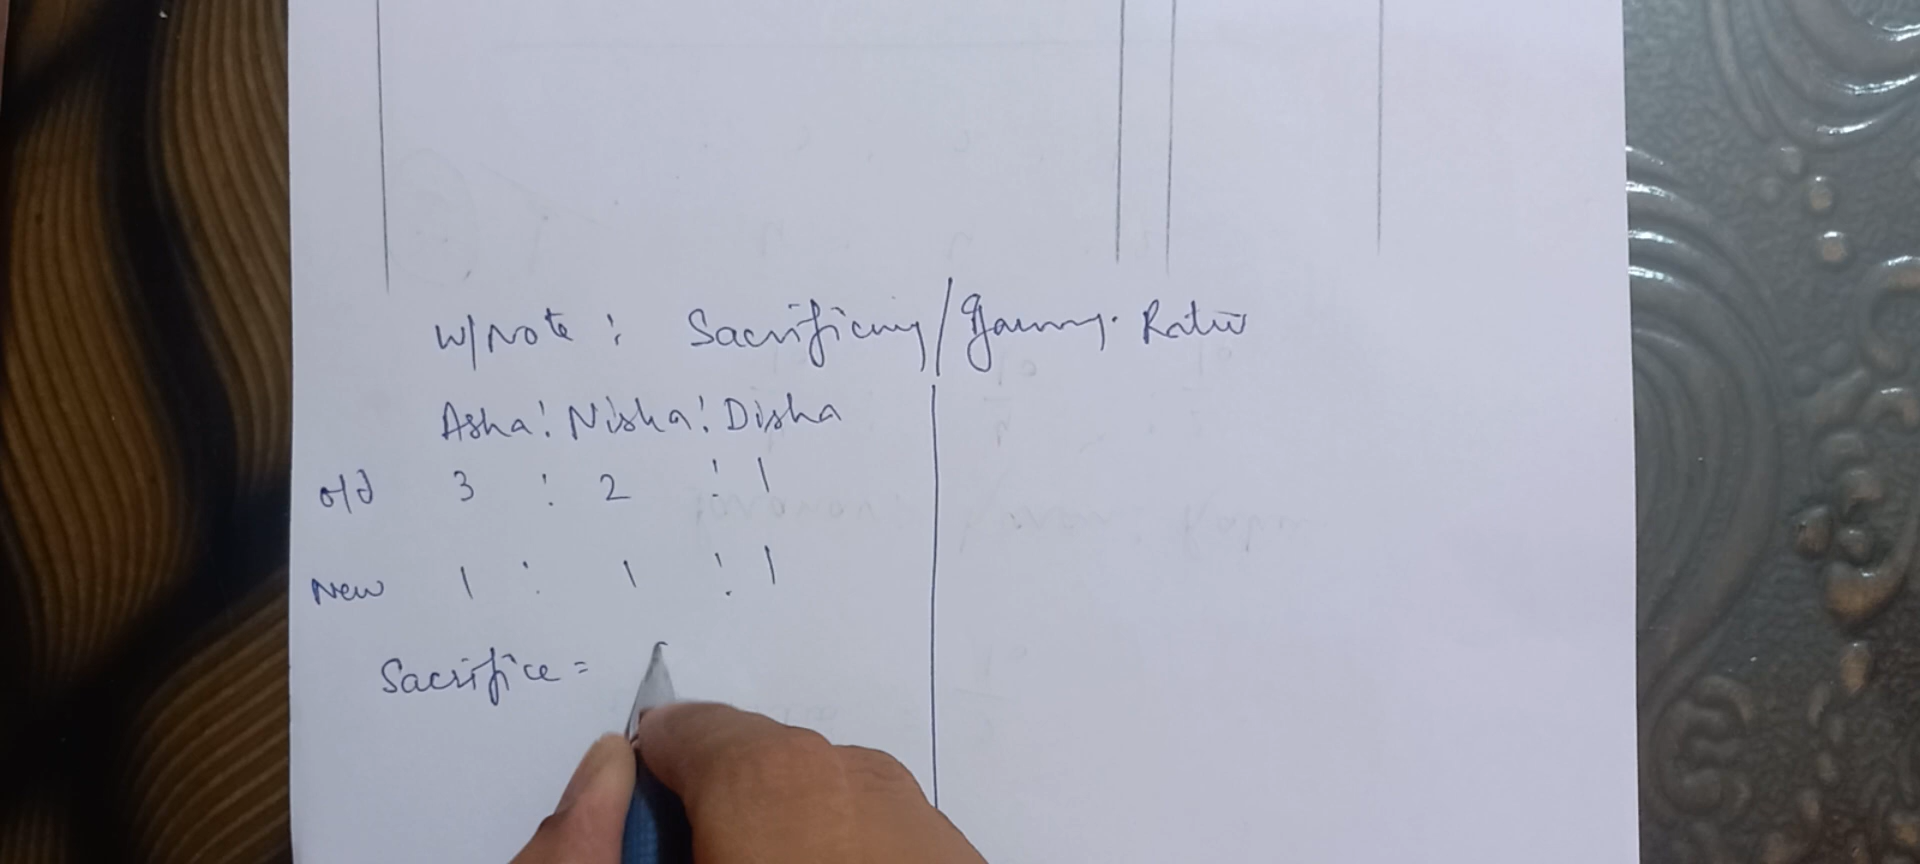 W/Note : Sacrificing/Gaining Ratio
Asha : Nisha : Disha
old 3 : 2 : 1
New 1 : 1 : 1
Sacrifice =